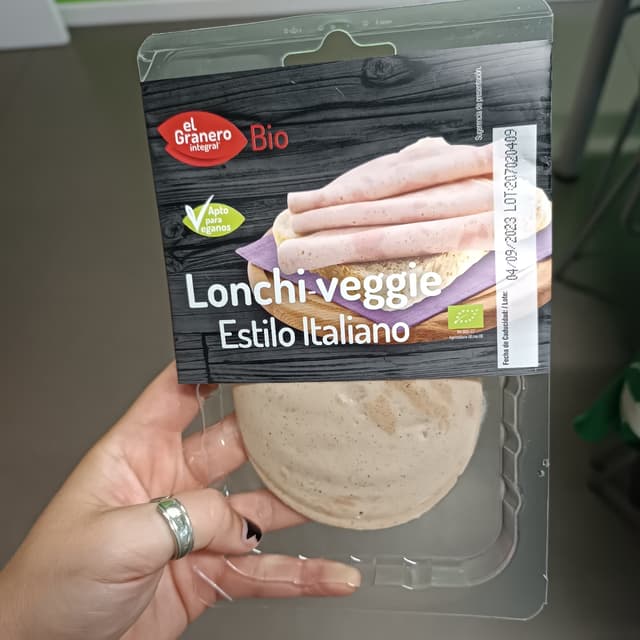 el
Granero
integral
Bio
Apto
para
veganos
Sugerencia de presentación.
Lonchi-veggie
Estilo Italiano
04/09/2023 LOT:207020409
Fecha de Caducidad: / Lote: